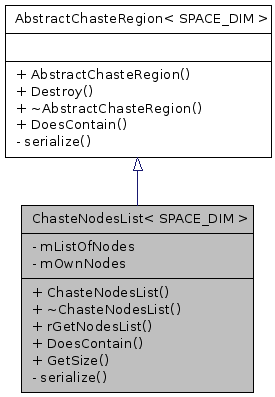 AbstractChasteRegion< SPACE_DIM >
+ AbstractChasteRegion()
+ Destroy()
+ ~AbstractChasteRegion()
+ DoesContain()
- serialize()
ChasteNodesList< SPACE_DIM >
- mListOfNodes
- mOwnNodes
+ ChasteNodesList()
+ ~ChasteNodesList()
+ rGetNodesList()
+ DoesContain()
+ GetSize()
- serialize()